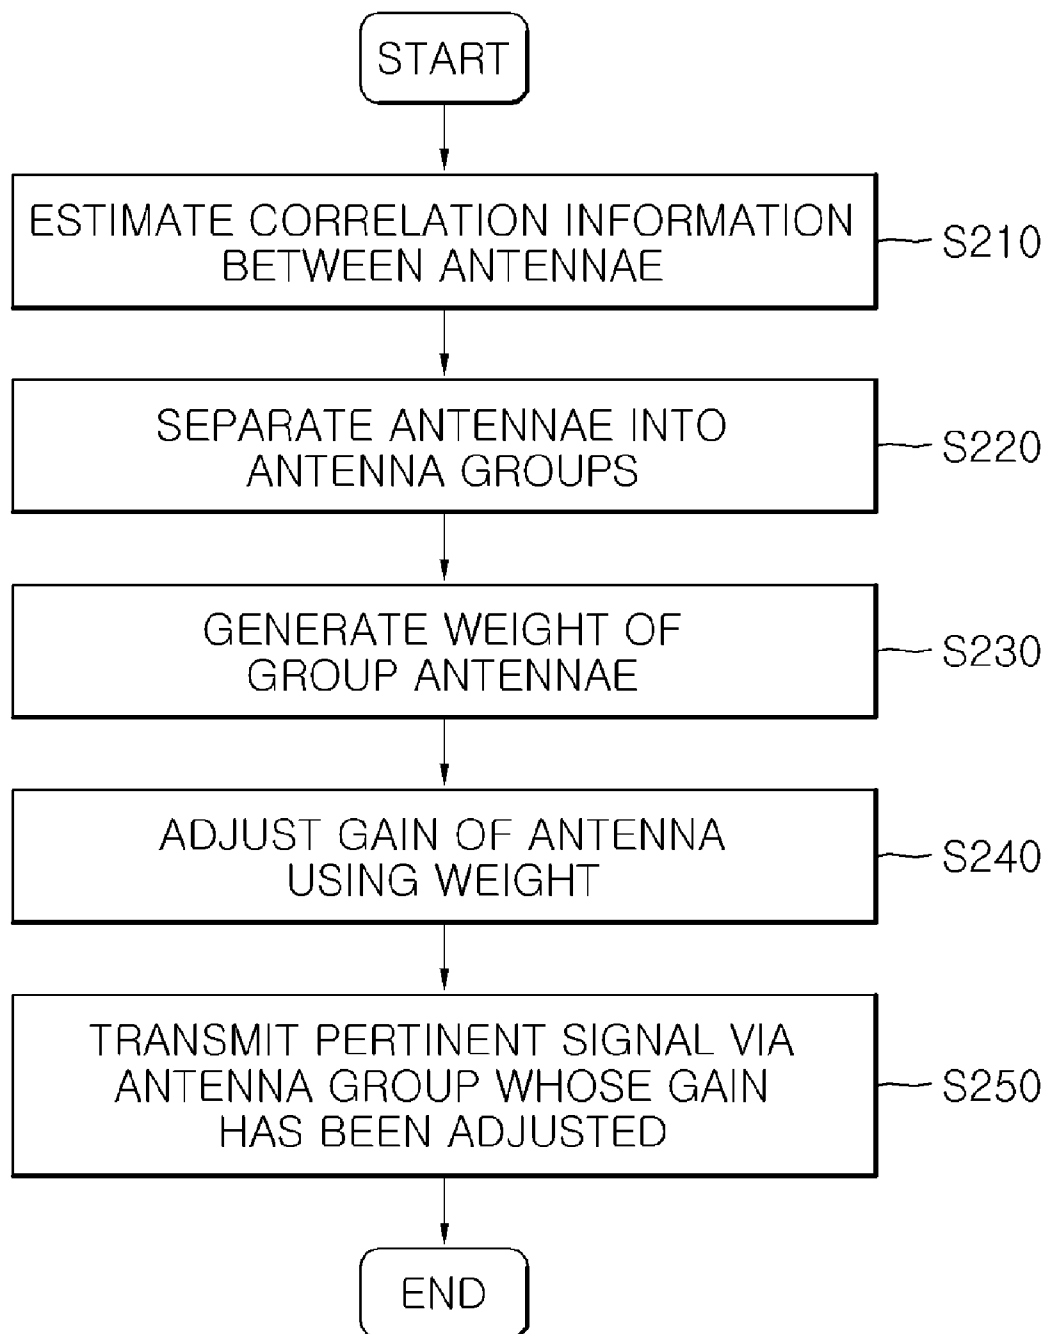 START
ESTIMATE CORRELATION INFORMATION
BETWEEN ANTENNAE
S210
SEPARATE ANTENNAE INTO
ANTENNA GROUPS
S220
GENERATE WEIGHT OF
GROUP ANTENNAE
S230
ADJUST GAIN OF ANTENNA
USING WEIGHT
S240
TRANSMIT PERTINENT SIGNAL VIA
ANTENNA GROUP WHOSE GAIN
HAS BEEN ADJUSTED
S250
END